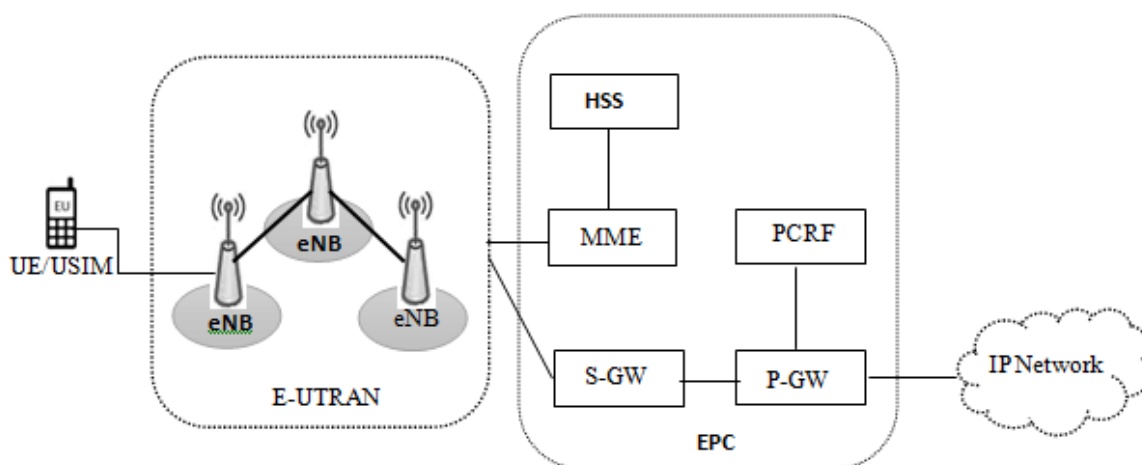 EU
UE/USIM
eNB
eNB
eNB
E-UTRAN
HSS
MME
PCRF
S-GW
P-GW
EPC
IP Network